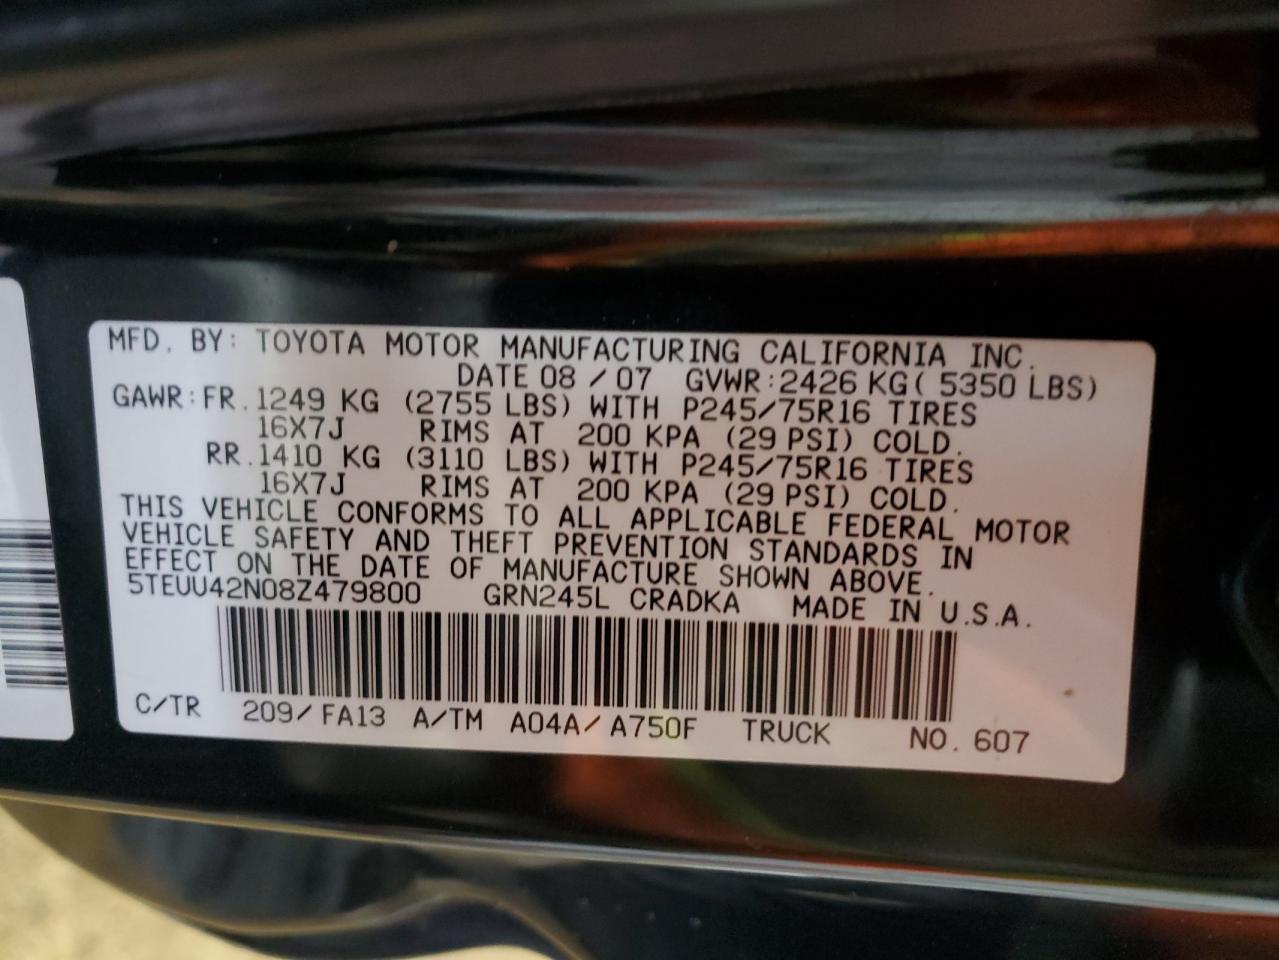 MFD. BY: TOYOTA MOTOR MANUFACTURING CALIFORNIA INC.
DATE 08 / 07 GVWR: 2426 KG( 5350 LBS)
GAWR: FR. 1249 KG (2755 LBS) WITH P245/75R16 TIRES
16X7J RIMS AT 200 KPA (29 PSI) COLD.
RR. 1410 KG (3110 LBS) WITH P245/75R16 TIRES
16X7J RIMS AT 200 KPA (29 PSI) COLD.
THIS VEHICLE CONFORMS TO ALL APPLICABLE FEDERAL MOTOR
VEHICLE SAFETY AND THEFT PREVENTION STANDARDS IN
EFFECT ON THE DATE OF MANUFACTURE SHOWN ABOVE.
5TEUU42N08Z479800 GRN245L CRADKA MADE IN U.S.A.
C/TR 209/FA13 A/TM A04A/A750F TRUCK NO. 607